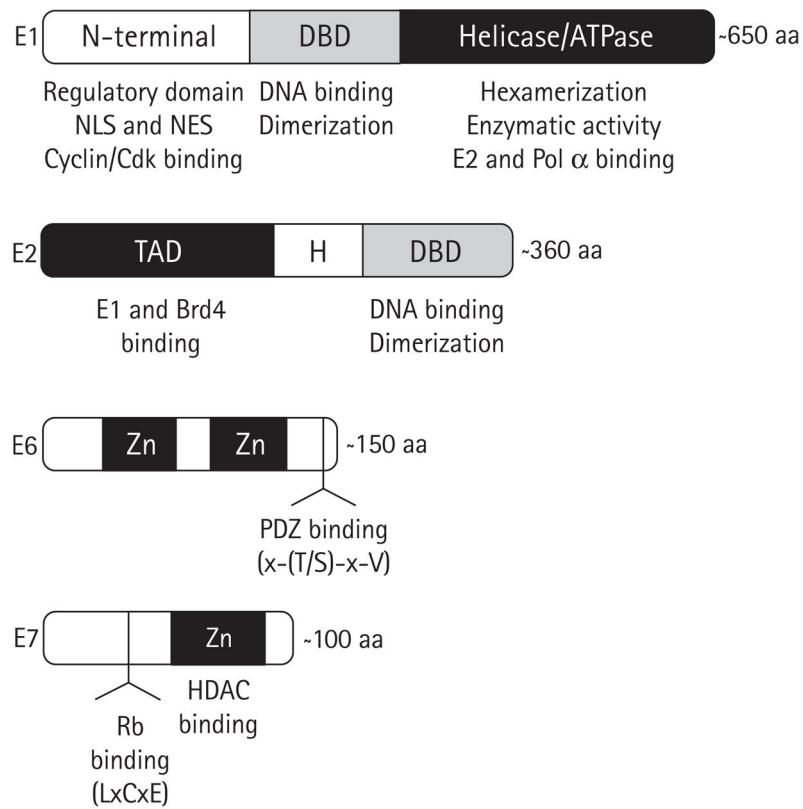 E1 N-terminal DBD Helicase/ATPase ~650 aa
Regulatory domain DNA binding Hexamerization
NLS and NES Dimerization Enzymatic activity
Cyclin/Cdk binding E2 and Pol α binding
E2 TAD H DBD ~360 aa
E1 and Brd4 DNA binding
binding Dimerization
E6 Zn Zn ~150 aa
PDZ binding
(x-(T/S)-x-V)
E7 Zn ~100 aa
HDAC
binding
Rb
binding
(LxCxE)